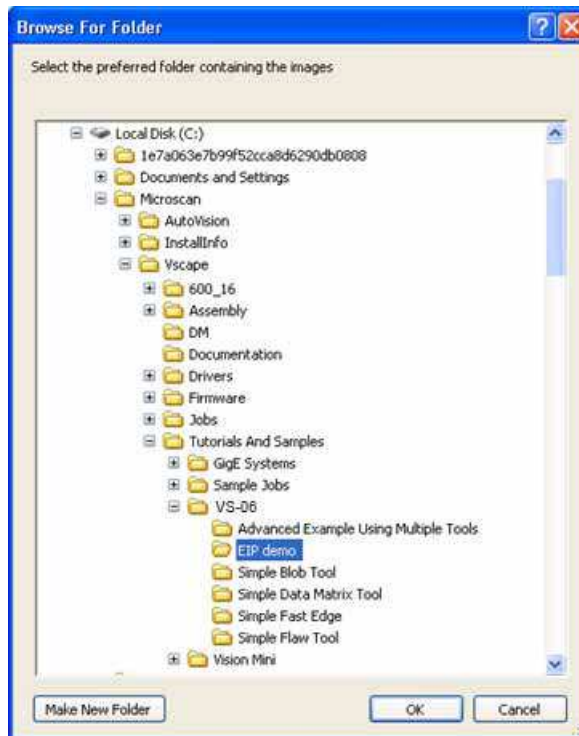 Browse For Folder
Select the preferred folder containing the images
Local Disk (C:)
1e7a063e7b99f52cca8d6290db0808
Documents and Settings
Microscan
AutoVision
InstallInfo
Vscape
600_16
Assembly
DM
Documentation
Drivers
Firmware
Jobs
Tutorials And Samples
GigE Systems
Sample Jobs
VS-06
Advanced Example Using Multiple Tools
EIP demo
Simple Blob Tool
Simple Data Matrix Tool
Simple Fast Edge
Simple Flaw Tool
Vision Mini
Make New Folder OK Cancel